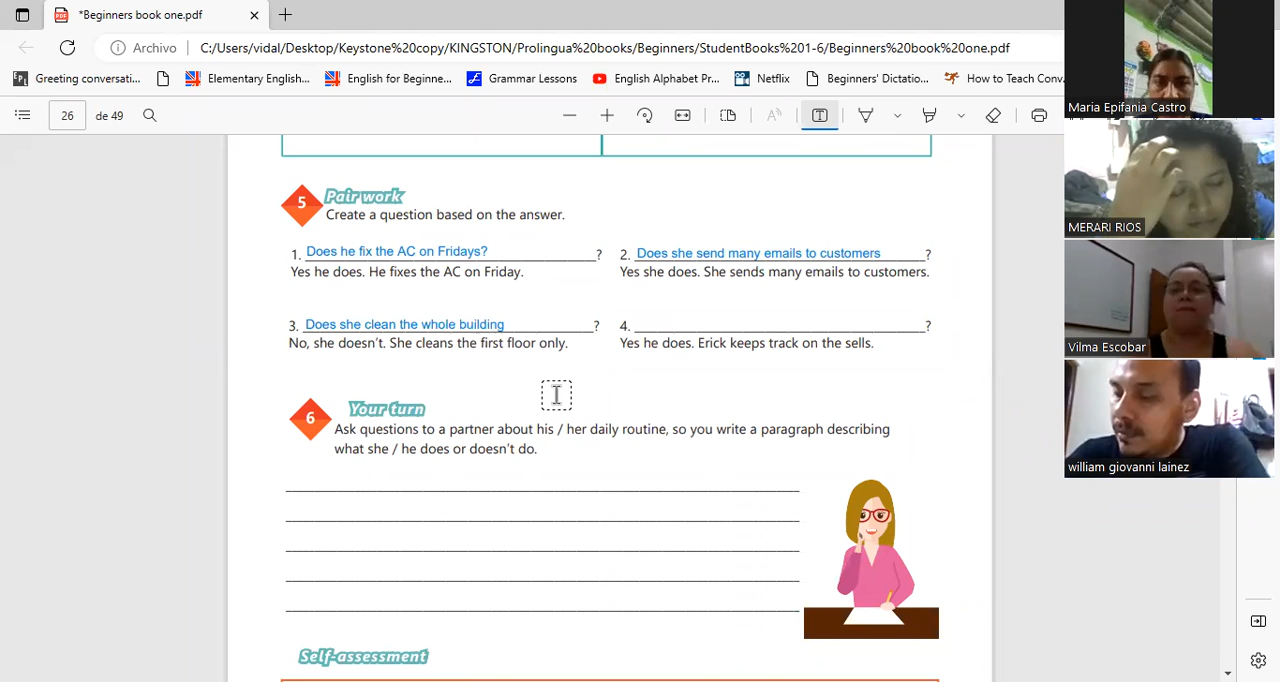 *Beginners book one.pdf
Archivo
C:/Users/vidal/Desktop/Keystone%20copy/KINGSTON/Prolingua%20books/Beginners/StudentBooks%201-6/Beginners%20book%20one.pdf
Greeting conversati...
Elementary English...
English for Beginne...
Grammar Lessons
English Alphabet Pr...
Netflix
Beginners' Dictatio...
How to Teach Conv
26 de 49
5 Pair work
Create a question based on the answer.
1. Does he fix the AC on Fridays? ?
Yes he does. He fixes the AC on Friday.
2. Does she send many emails to customers ?
Yes she does. She sends many emails to customers.
3. Does she clean the whole building ?
No, she doesn't. She cleans the first floor only.
4. ?
Yes he does. Erick keeps track on the sells.
6 Your turn
Ask questions to a partner about his / her daily routine, so you write a paragraph describing
what she / he does or doesn't do.
Self-assessment
Maria Epifania Castro
MERARI RIOS
Vilma Escobar
william giovanni lainez